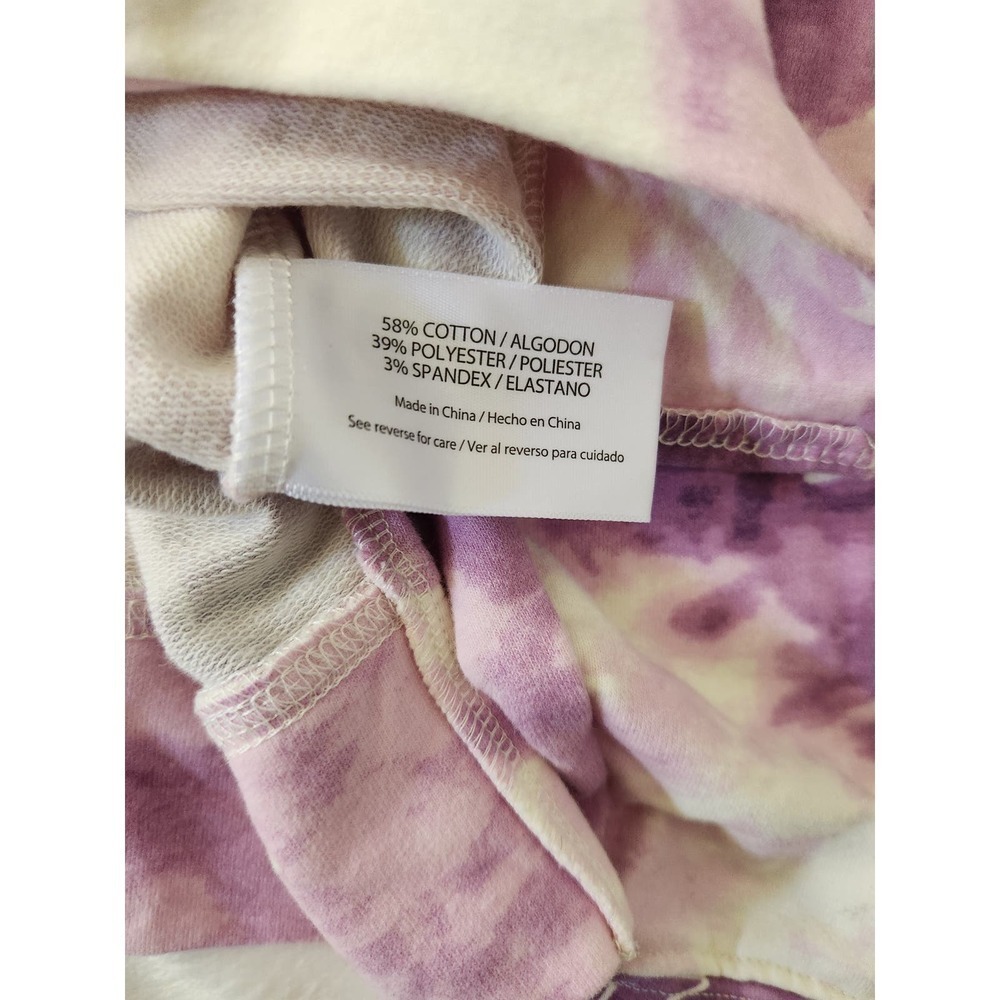 58% COTTON / ALGODON
39% POLYESTER / POLIESTER
3% SPANDEX / ELASTANO
Made in China / Hecho en China
See reverse for care / Ver al reverso para cuidado